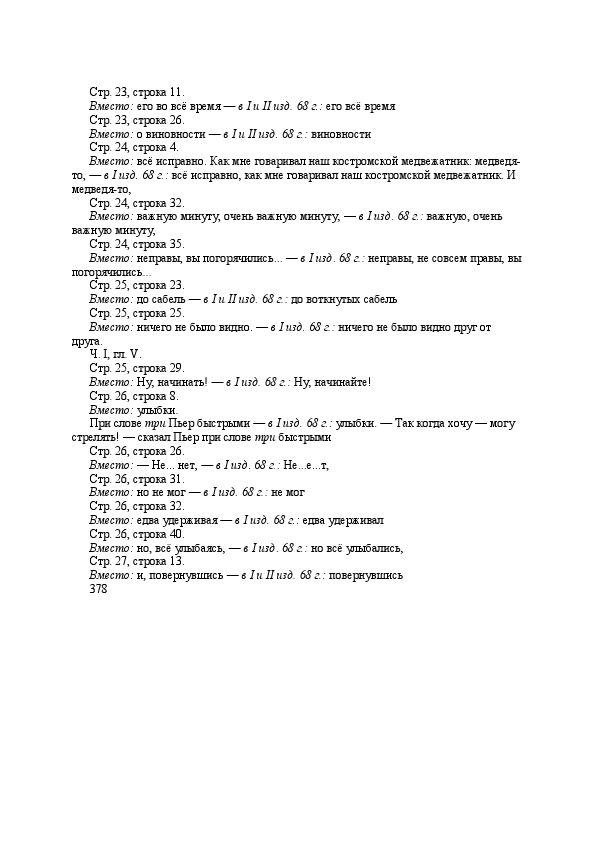 Стр. 23, строка 11.
Вместо: его во всё время — в I и II изд. 68 г.: его всё время
Стр. 23, строка 26.
Вместо: о виновности — в I и II изд. 68 г.: виновности
Стр. 24, строка 4.
Вместо: всё исправно. Как мне говаривал наш костромской медвежатник: медведя-
то, — в I изд. 68 г.: всё исправно, как мне говаривал наш костромской медвежатник. И
медведя-то,
Стр. 24, строка 32.
Вместо: важную минуту, очень важную минуту, — в I изд. 68 г.: важную, очень
важную минуту,
Стр. 24, строка 35.
Вместо: неправы, вы погорячились... — в I изд. 68 г.: неправы, не совсем правы, вы
погорячились...
Стр. 25, строка 23.
Вместо: до сабель — в I и II изд. 68 г.: до воткнутых сабель
Стр. 25, строка 25.
Вместо: ничего не было видно. — в I изд. 68 г.: ничего не было видно друг от
друга.
Ч. I, гл. V.
Стр. 25, строка 29.
Вместо: Ну, начинать! — в I изд. 68 г.: Ну, начинайте!
Стр. 26, строка 8.
Вместо: улыбки.
При слове три Пьер быстрыми — в I изд. 68 г.: улыбки. — Так когда хочу — могу
стрелять! — сказал Пьер при слове три быстрыми
Стр. 26, строка 26.
Вместо: — Не... нет, — в I изд. 68 г.: Не...е...т,
Стр. 26, строка 31.
Вместо: но не мог — в I изд. 68 г.: не мог
Стр. 26, строка 32.
Вместо: едва удерживая — в I изд. 68 г.: едва удерживал
Стр. 26, строка 40.
Вместо: но, всё улыбаясь, — в I изд. 68 г.: но всё улыбались,
Стр. 27, строка 13.
Вместо: и, повернувшись — в I и II изд. 68 г.: повернувшись
378